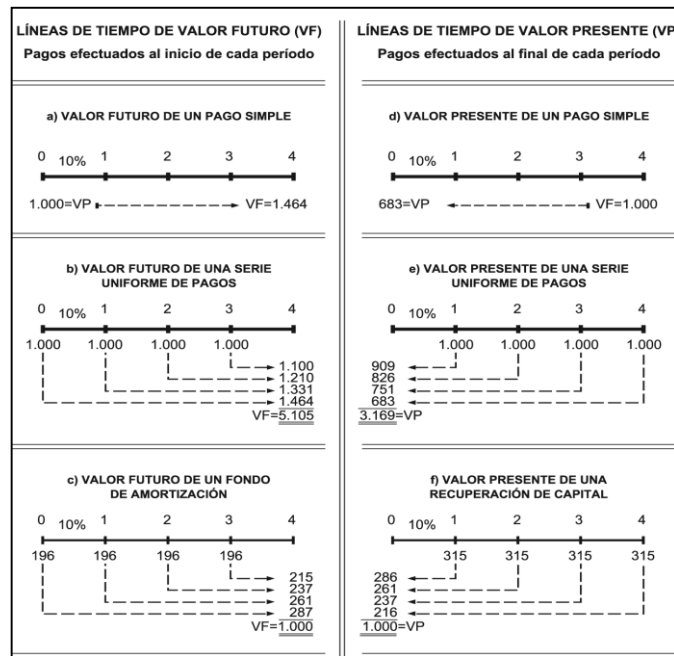 LÍNEAS DE TIEMPO DE VALOR FUTURO (VF)
Pagos efectuados al inicio de cada período
a) VALOR FUTURO DE UN PAGO SIMPLE
0 10% 1 2 3 4
1.000=VP VF=1.464
b) VALOR FUTURO DE UNA SERIE
UNIFORME DE PAGOS
0 10% 1 2 3 4
1.000 1.000 1.000 1.000
1.100
1.210
1.331
1.464
VF=5.105
c) VALOR FUTURO DE UN FONDO
DE AMORTIZACIÓN
0 10% 1 2 3 4
196 196 196 196
215
237
261
287
VF=1.000
LÍNEAS DE TIEMPO DE VALOR PRESENTE (VP
Pagos efectuados al final de cada período
d) VALOR PRESENTE DE UN PAGO SIMPLE
0 10% 1 2 3 4
683=VP VF=1.000
e) VALOR PRESENTE DE UNA SERIE
UNIFORME DE PAGOS
0 10% 1 2 3 4
1.000 1.000 1.000 1.000
909
826
751
683
3.169=VP
f) VALOR PRESENTE DE UNA
RECUPERACIÓN DE CAPITAL
0 10% 1 2 3 4
315 315 315 315
286
261
237
216
1.000=VP